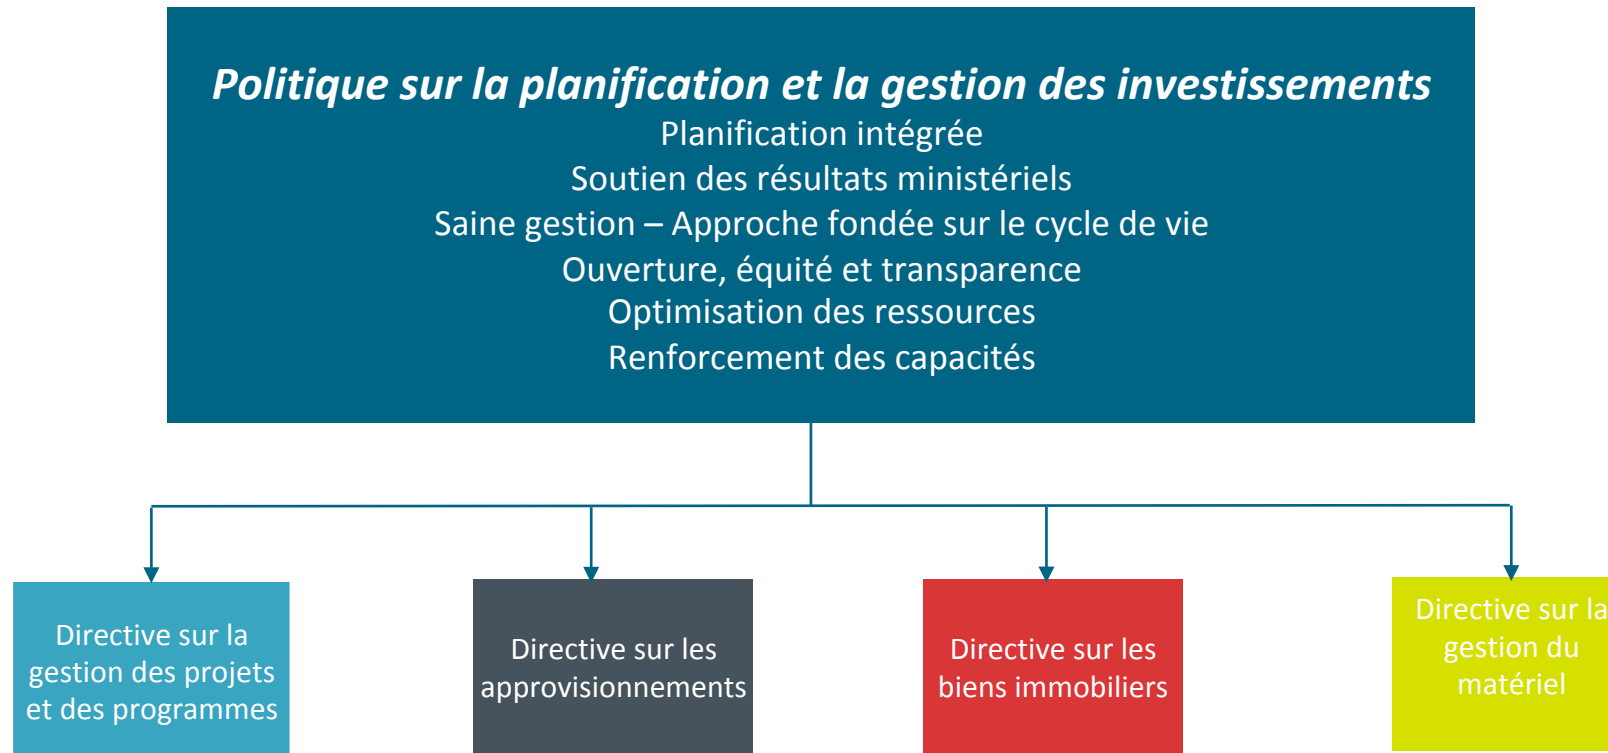 Politique sur la planification et la gestion des investissements
Planification intégrée
Soutien des résultats ministériels
Saine gestion – Approche fondée sur le cycle de vie
Ouverture, équité et transparence
Optimisation des ressources
Renforcement des capacités
Directive sur la
gestion des projets
et des programmes
Directive sur les
approvisionnements
Directive sur les
biens immobiliers
Directive sur la
gestion du
matériel